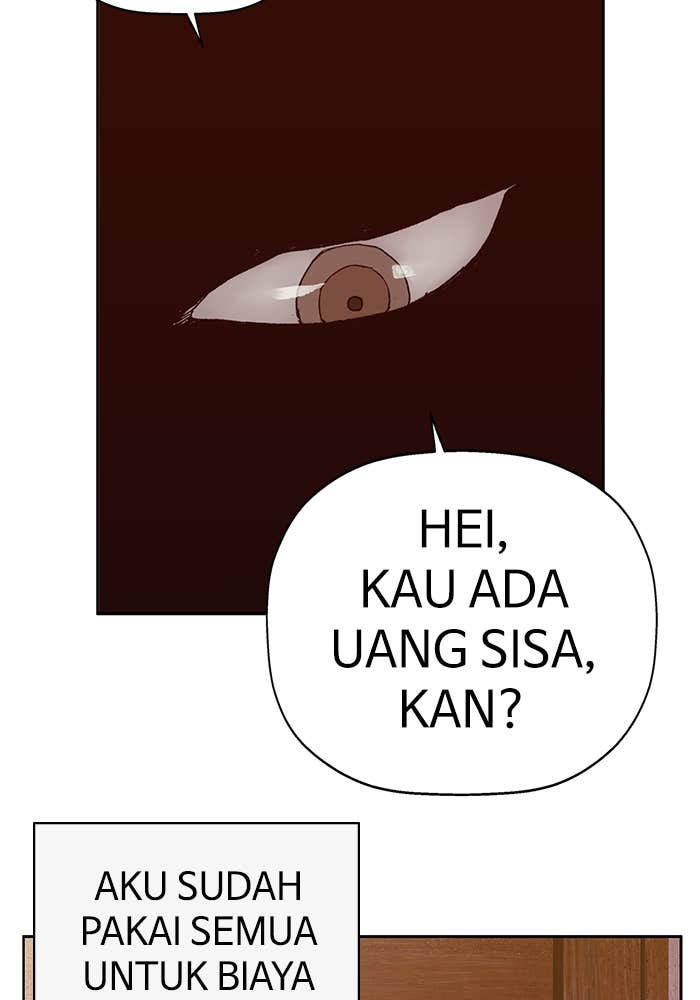 HEI,
KAU ADA
UANG SISA,
KAN?
AKU SUDAH
PAKAI SEMUA
UNTUK BIAYA